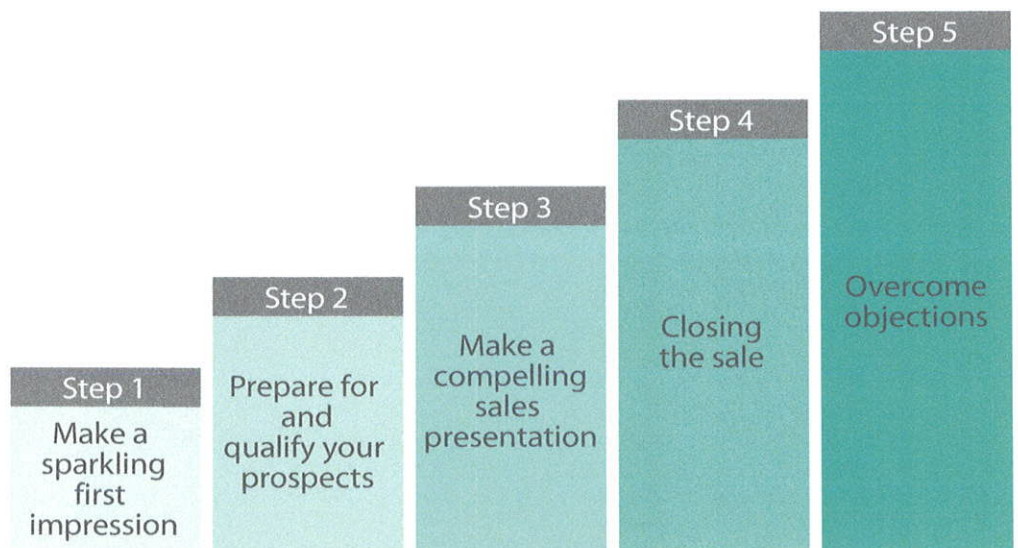 Step 1
Make a
sparkling
first
impression
Step 2
Prepare for
and
qualify your
prospects
Step 3
Make a
compelling
sales
presentation
Step 4
Closing
the sale
Step 5
Overcome
objections